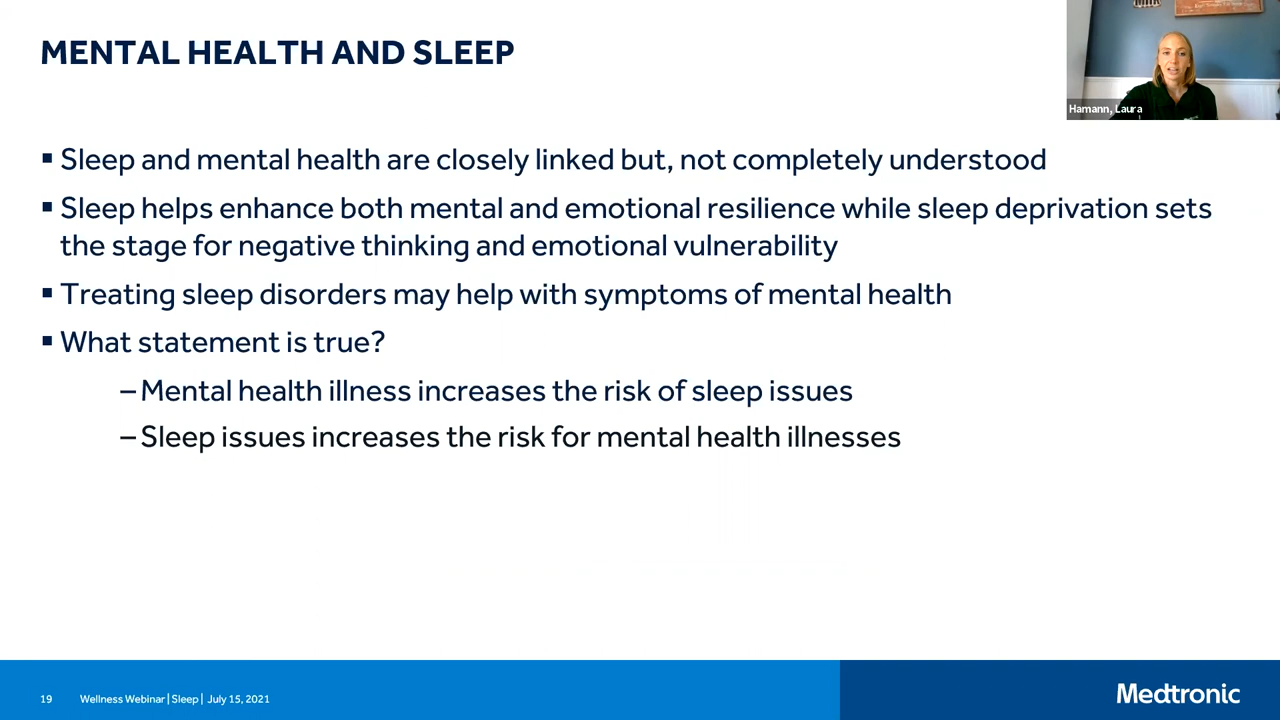 MENTAL HEALTH AND SLEEP
Hamann, Laura
▪ Sleep and mental health are closely linked but, not completely understood
▪ Sleep helps enhance both mental and emotional resilience while sleep deprivation sets
the stage for negative thinking and emotional vulnerability
▪ Treating sleep disorders may help with symptoms of mental health
▪ What statement is true?
– Mental health illness increases the risk of sleep issues
– Sleep issues increases the risk for mental health illnesses
19 Wellness Webinar | Sleep | July 15, 2021
Medtronic